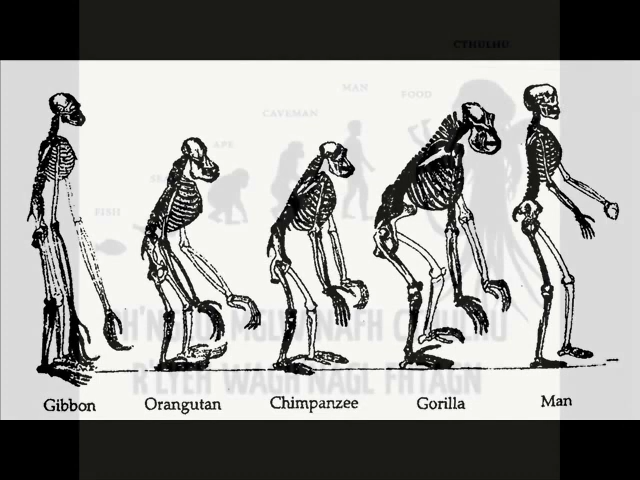 CTHULHU
MAN
FOOD
CAVEMAN
APE
FISH
PH'NGLUI MGLW'NAFH CTHULHU
R'LYEH WAGH'NAGL FHTAGN
Gibbon Orangutan Chimpanzee Gorilla Man